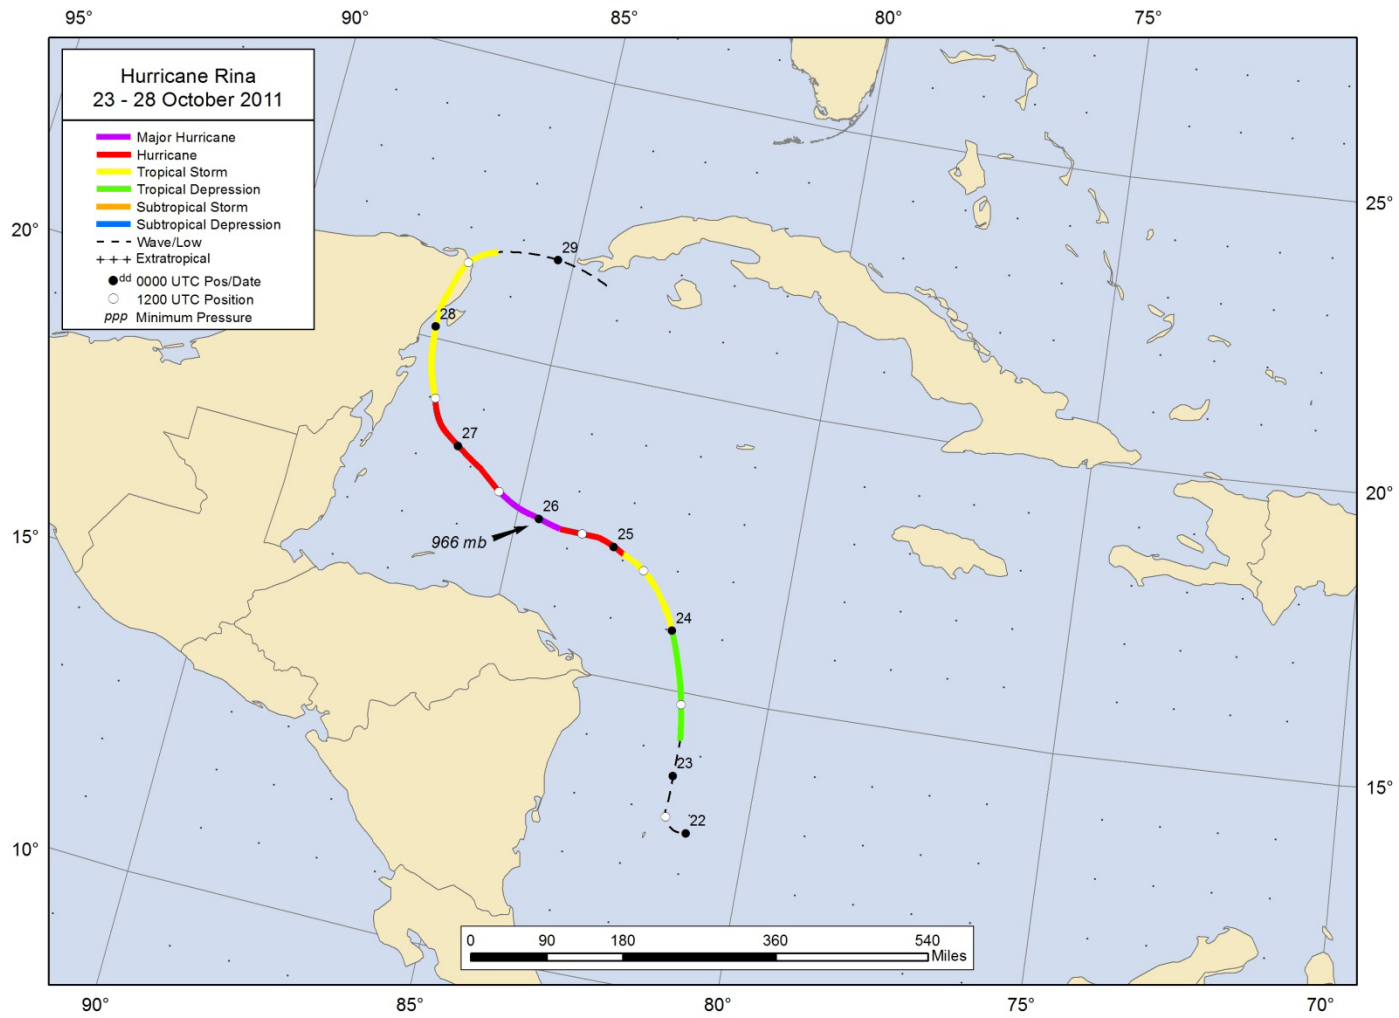 95°
90°
85°
80°
75°
Hurricane Rina
23 - 28 October 2011
Major Hurricane
Hurricane
Tropical Storm
Tropical Depression
Subtropical Storm
Subtropical Depression
Wave/Low
Extratropical
dd 0000 UTC Pos/Date
1200 UTC Position
ppp Minimum Pressure
25°
20°
29
28
27
26
966 mb
25
20°
15°
24
23
22
15°
10°
0 90 180 360 540
Miles
90°
85°
80°
75°
70°